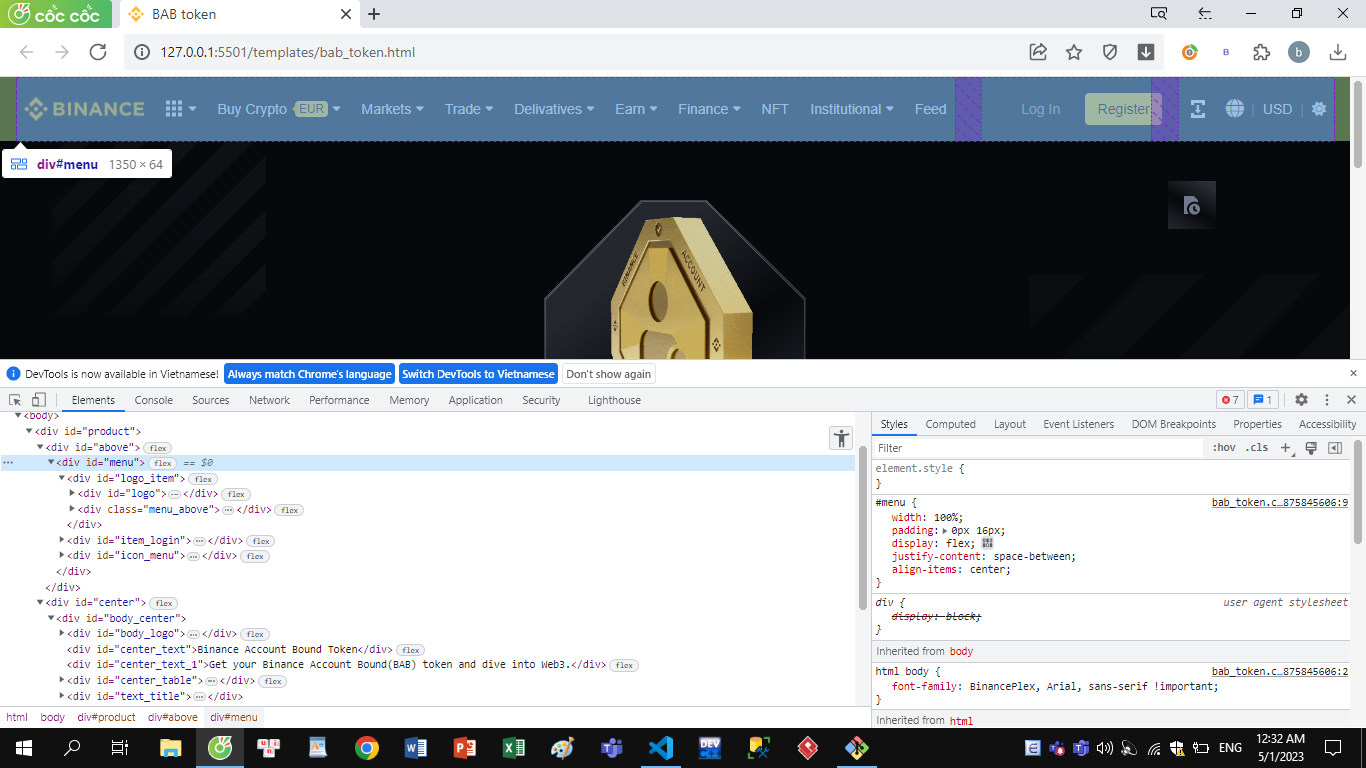 cốc cốc
BAB token
127.0.0.1:5501/templates/bab_token.html
B
b
BINANCE
Buy Crypto EUR
Markets
Trade
Delivatives
Earn
Finance
NFT
Institutional
Feed
Log In
Register
USD
div#menu 1350 × 64
BINANCE
ACCOUNT
DevTools is now available in Vietnamese!
Always match Chrome's language
Switch DevTools to Vietnamese
Don't show again
Elements
Console
Sources
Network
Performance
Memory
Application
Security
Lighthouse
7
1
<body>
<div id="product">
<div id="above"> flex
<div id="menu"> flex == $0
<div id="logo_item"> flex
<div id="logo">⋯</div> flex
<div class="menu_above">⋯</div> flex
</div>
<div id="item_login">⋯</div> flex
<div id="icon_menu">⋯</div> flex
</div>
</div>
<div id="center"> flex
<div id="body_center">
<div id="body_logo">⋯</div> flex
<div id="center_text">Binance Account Bound Token</div> flex
<div id="center_text_1">Get your Binance Account Bound(BAB) token and dive into Web3.</div> flex
<div id="center_table">⋯</div> flex
<div id="text_title">⋯</div>
html body div#product div#above div#menu
Styles
Computed
Layout
Event Listeners
DOM Breakpoints
Properties
Accessibility
Filter
:hov .cls
element.style {
}
#menu { bab_token.c…875845606:9
width: 100%;
padding: 0px 16px;
display: flex;
justify-content: space-between;
align-items: center;
}
div { user agent stylesheet
display: block;
}
Inherited from body
html body { bab_token.c…875845606:2
font-family: BinancePlex, Arial, sans-serif !important;
}
Inherited from html
DEV
ENG
12:32 AM
5/1/2023